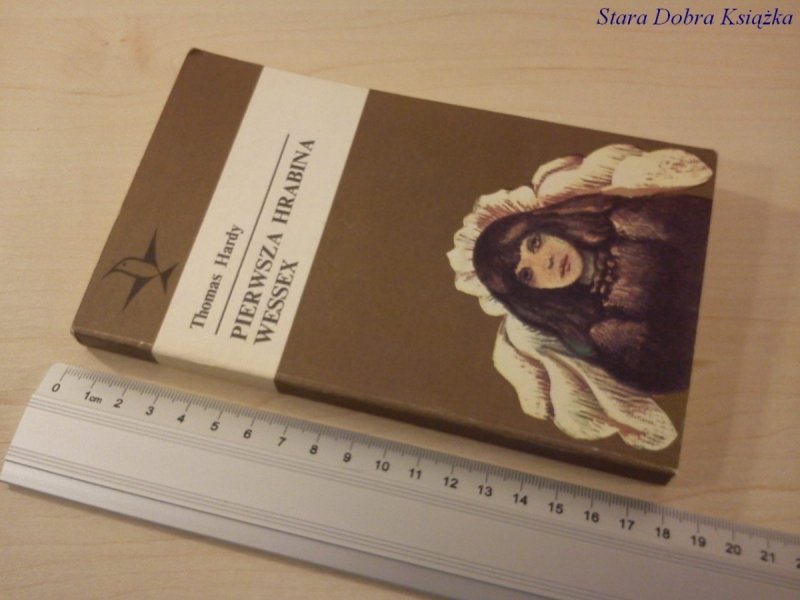 Stara Dobra Książka
Thomas Hardy
PIERWSZA HRABINA
WESSEX
0 1cm 2 3 4 5 6 7 8 9 10 11 12 13 14 15 16 17 18 19 20 21